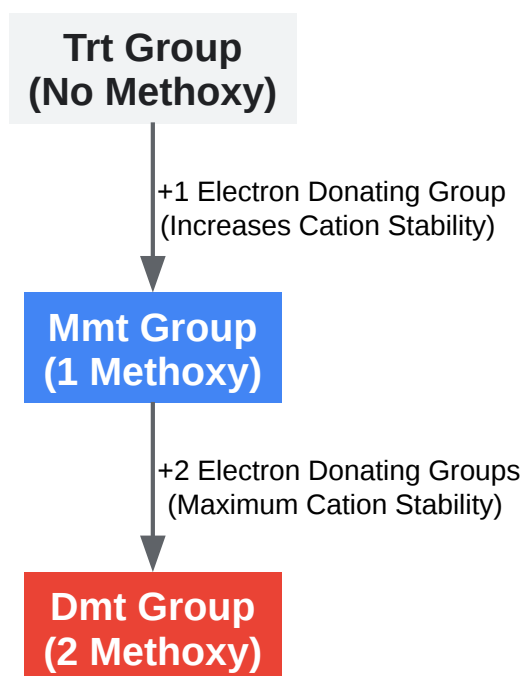 Trt Group
(No Methoxy)
+1 Electron Donating Group
(Increases Cation Stability)
Mmt Group
(1 Methoxy)
+2 Electron Donating Groups
(Maximum Cation Stability)
Dmt Group
(2 Methoxy)